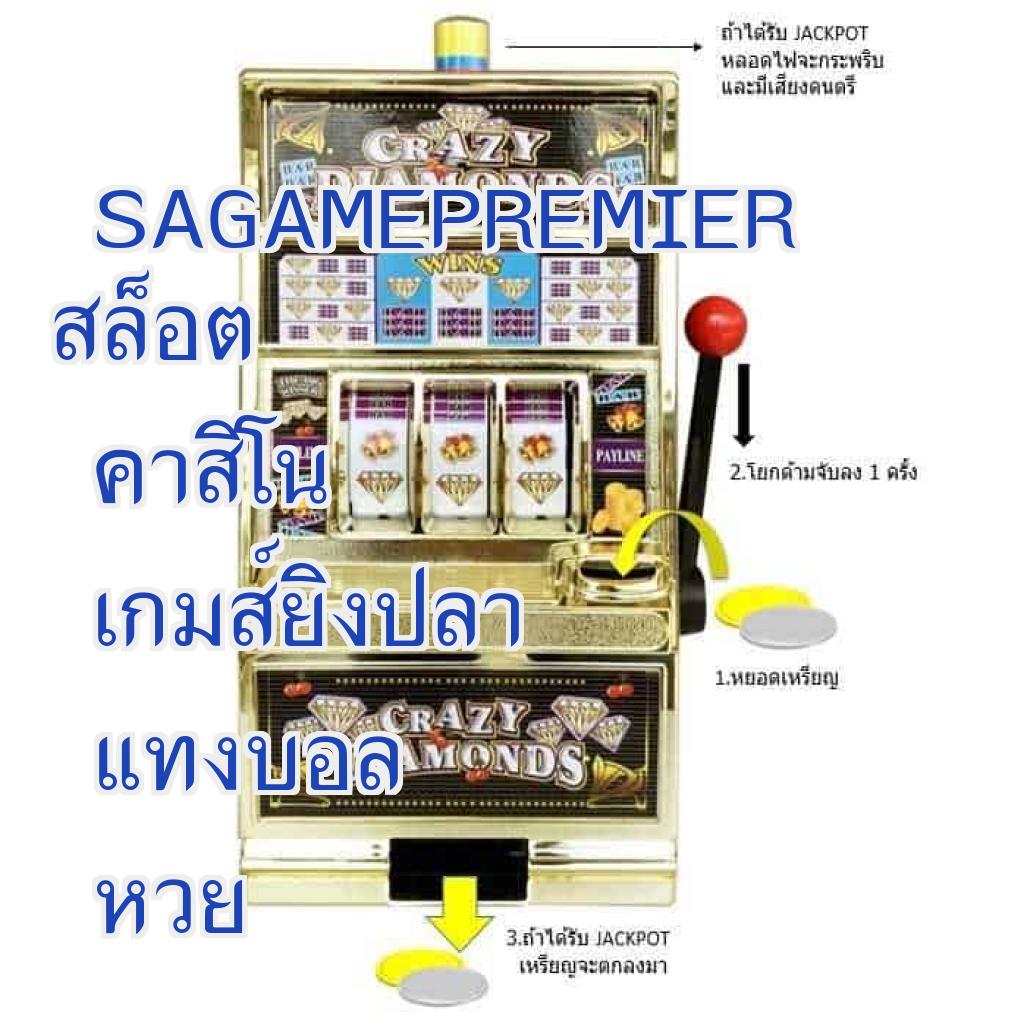 ถ้าได้รับ JACKPOT
หลอดไฟจะกระพริบ
และมีเสียงดนตรี
CRAZY
DIAMONDS
SAGAMEPREMIER
WINS
สล็อต
PAYLINE
คาสิโน
2.โยกด้ามจับลง 1 ครั้ง
เกมส์ยิงปลา
1.หยอดเหรียญ
CRAZY
DIAMONDS
แทงบอล
หวย
3.ถ้าได้รับ JACKPOT
เหรียญจะตกลงมา